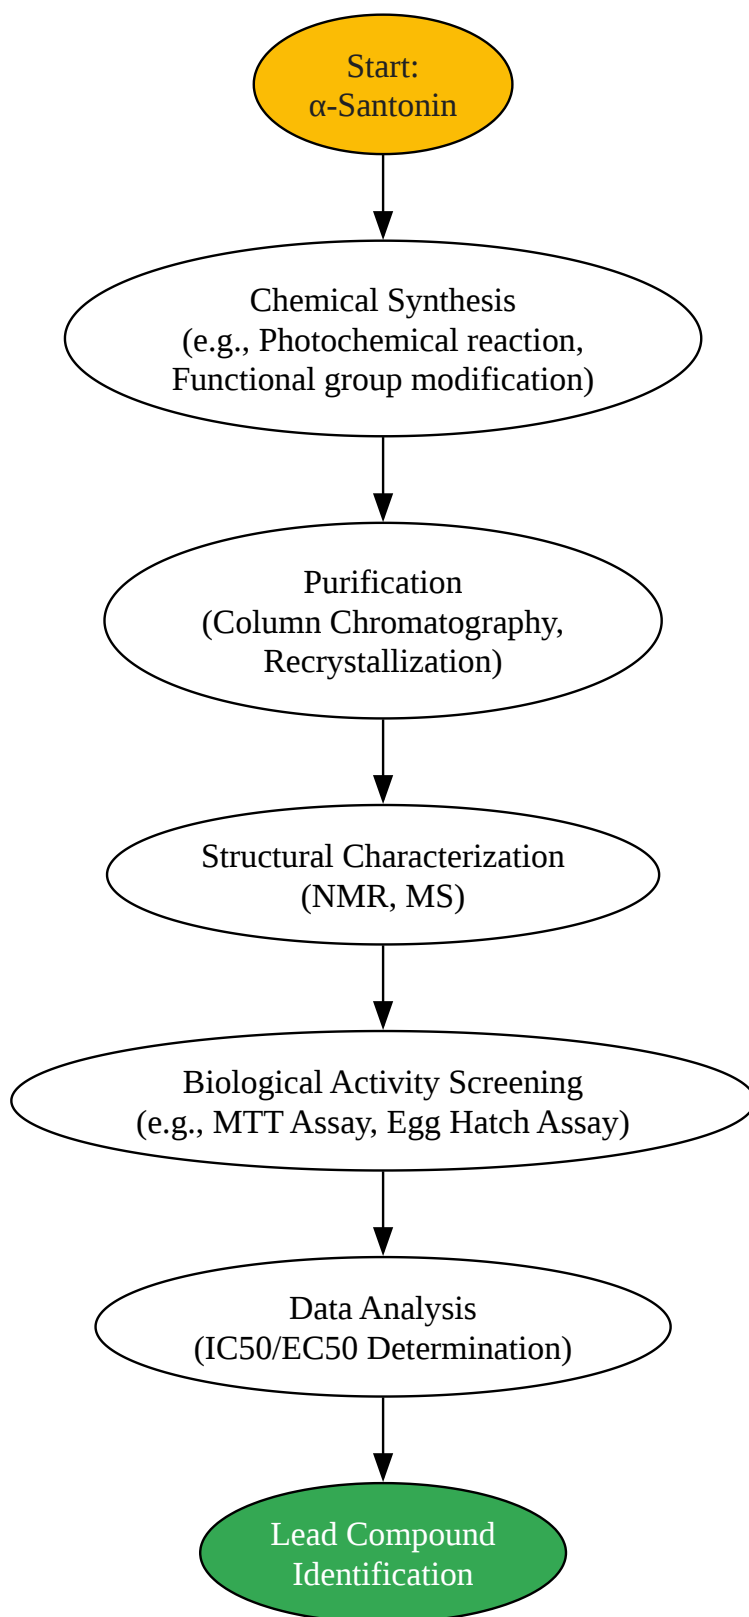 Start:
α-Santonin
Chemical Synthesis
(e.g., Photochemical reaction,
Functional group modification)
Purification
(Column Chromatography,
Recrystallization)
Structural Characterization
(NMR, MS)
Biological Activity Screening
(e.g., MTT Assay, Egg Hatch Assay)
Data Analysis
(IC50/EC50 Determination)
Lead Compound
Identification